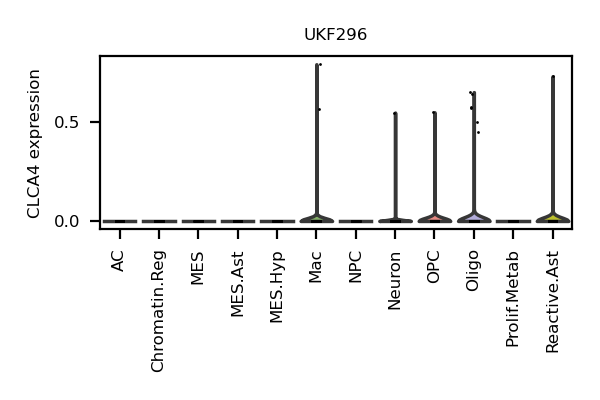 UKF296
CLCA4 expression
0.5
0.0
AC
Chromatin.Reg
MES
MES.Ast
MES.Hyp
Mac
NPC
Neuron
OPC
Oligo
Prolif.Metab
Reactive.Ast